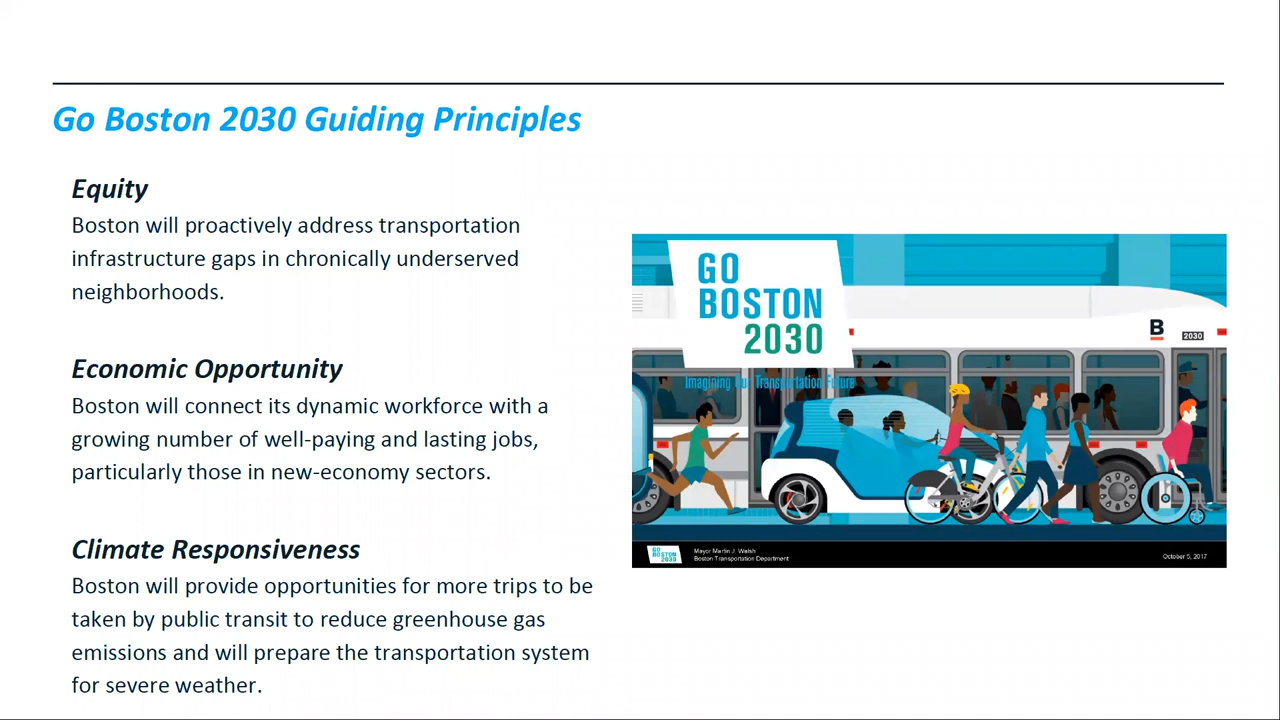 Go Boston 2030 Guiding Principles
Equity
Boston will proactively address transportation
infrastructure gaps in chronically underserved
neighborhoods.
Economic Opportunity
Boston will connect its dynamic workforce with a
growing number of well-paying and lasting jobs,
particularly those in new-economy sectors.
Climate Responsiveness
Boston will provide opportunities for more trips to be
taken by public transit to reduce greenhouse gas
emissions and will prepare the transportation system
for severe weather.
GO
BOSTON
2030
Imagining Our Transportation Future
B
2030
GO
BOSTON
2030
Mayor Martin J. Walsh
Boston Transportation Department
October 5, 2017